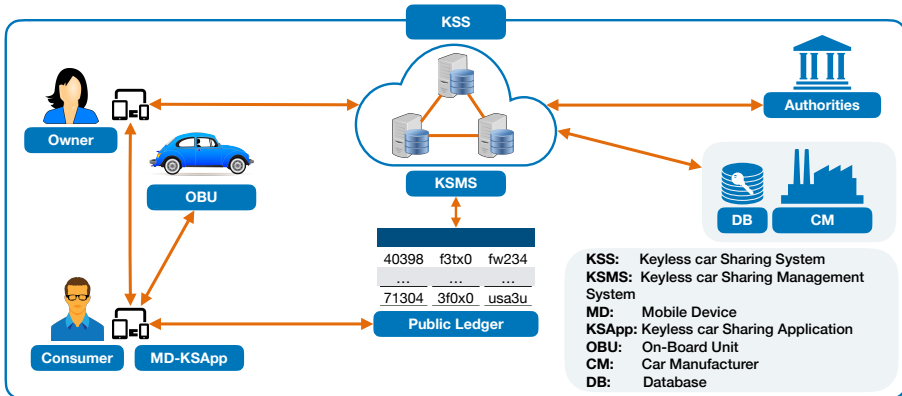 KSS
Owner
Authorities
OBU
KSMS
DB
CM
40398 f3tx0 fw234
... ... ...
71304 3f0x0 usa3u
Public Ledger
Consumer
MD-KSApp
KSS: Keyless car Sharing System
KSMS: Keyless car Sharing Management
System
MD: Mobile Device
KSApp: Keyless car Sharing Application
OBU: On-Board Unit
CM: Car Manufacturer
DB: Database